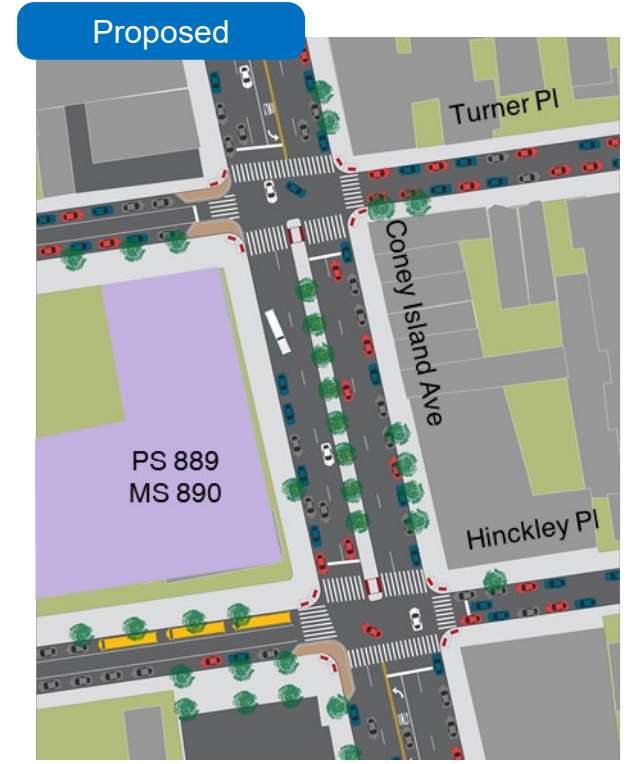 Proposed
Turner Pl
Coney Island Ave
PS 889
MS 890
Hinckley Pl